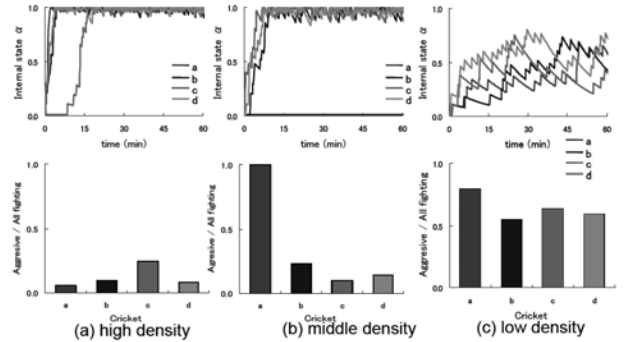 Internal state α
1.0
0.5
0
0 15 30 45 60
time (min)
a
b
c
d
Internal state α
1.0
0.5
0
0 15 30 45 60
time (min)
a
b
c
d
Internal state α
1.0
0.5
0
0 15 30 45 60
time (min)
a
b
c
d
Aggresive / All fighting
1.0
0.5
0.0
a b c d
Cricket
(a) high density
Aggresive / All fighting
1.0
0.5
0.0
a b c d
Cricket
(b) middle density
Aggresive / All fighting
1.0
0.5
0.0
a b c d
Cricket
(c) low density